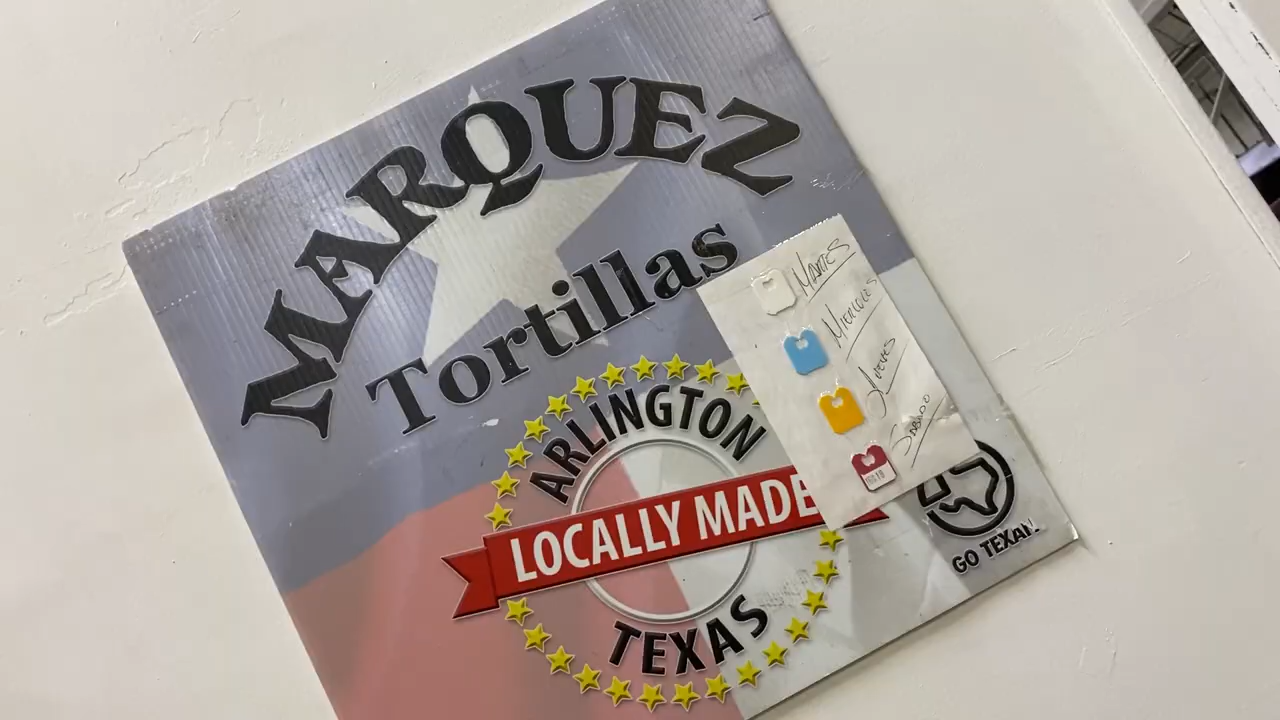 MARQUEZ
Tortillas
ARLINGTON
LOCALLY MADE
TEXAS
GO TEXAN.
MARTES
MIERCOLES
JUEVES
SABADO